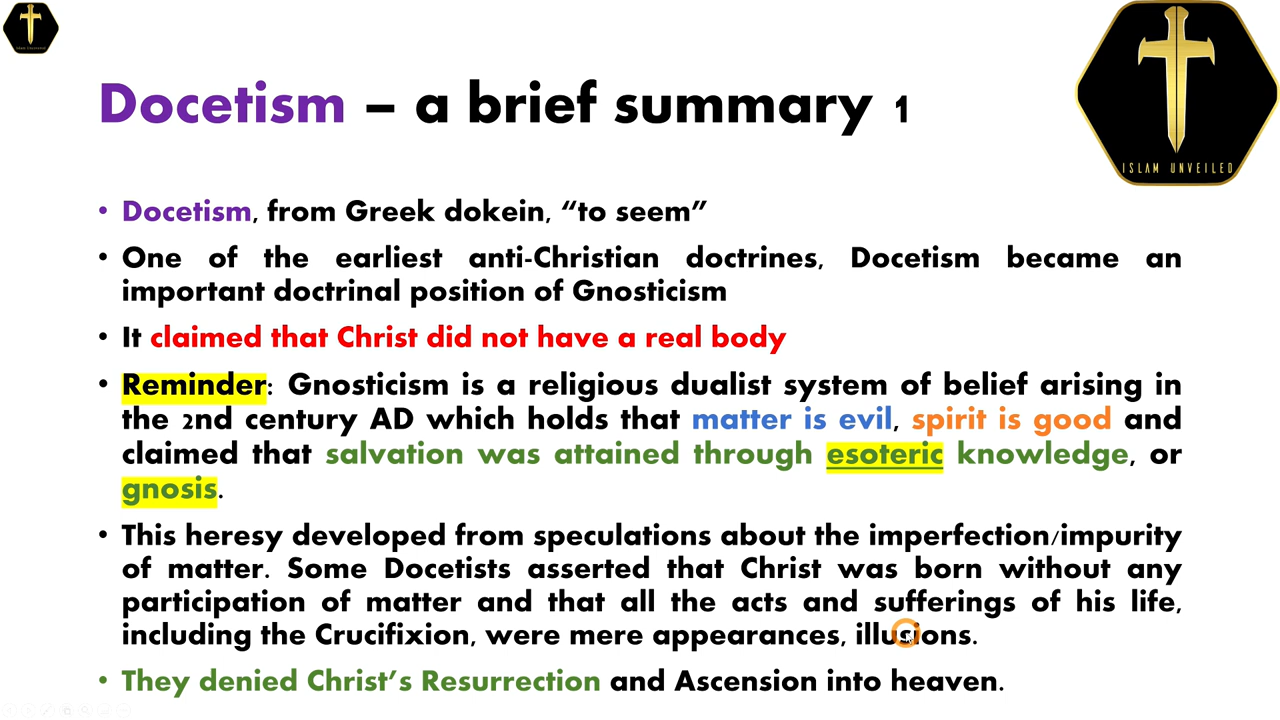 Docetism – a brief summary 1
ISLAM UNVEILED
• Docetism, from Greek dokein, “to seem”
• One of the earliest anti-Christian doctrines, Docetism became an
important doctrinal position of Gnosticism
• It claimed that Christ did not have a real body
• Reminder: Gnosticism is a religious dualist system of belief arising in
the 2nd century AD which holds that matter is evil, spirit is good and
claimed that salvation was attained through esoteric knowledge, or
gnosis.
• This heresy developed from speculations about the imperfection/impurity
of matter. Some Docetists asserted that Christ was born without any
participation of matter and that all the acts and sufferings of his life,
including the Crucifixion, were mere appearances, illusions.
• They denied Christ’s Resurrection and Ascension into heaven.